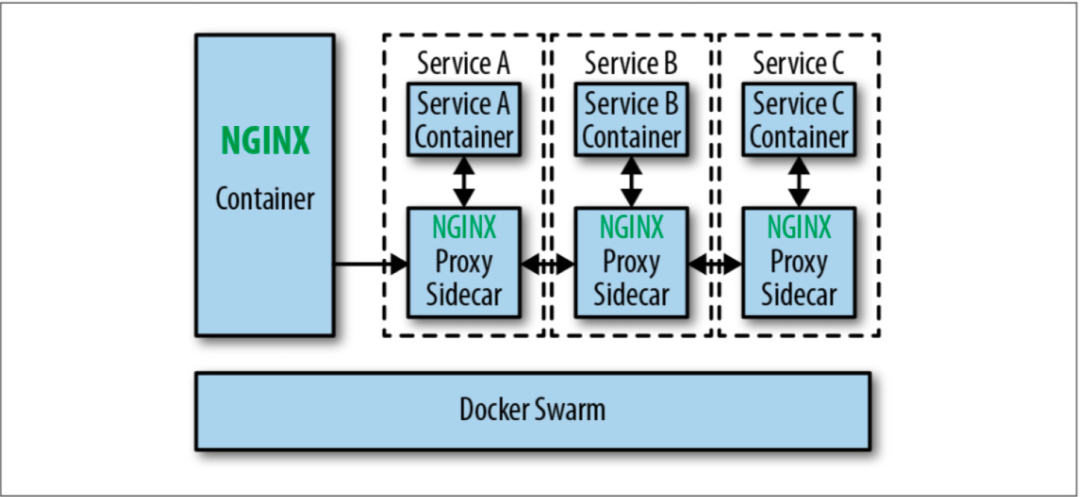 NGINX
Container
Service A
Service A
Container
NGINX
Proxy
Sidecar
Service B
Service B
Container
NGINX
Proxy
Sidecar
Service C
Service C
Container
NGINX
Proxy
Sidecar
Docker Swarm